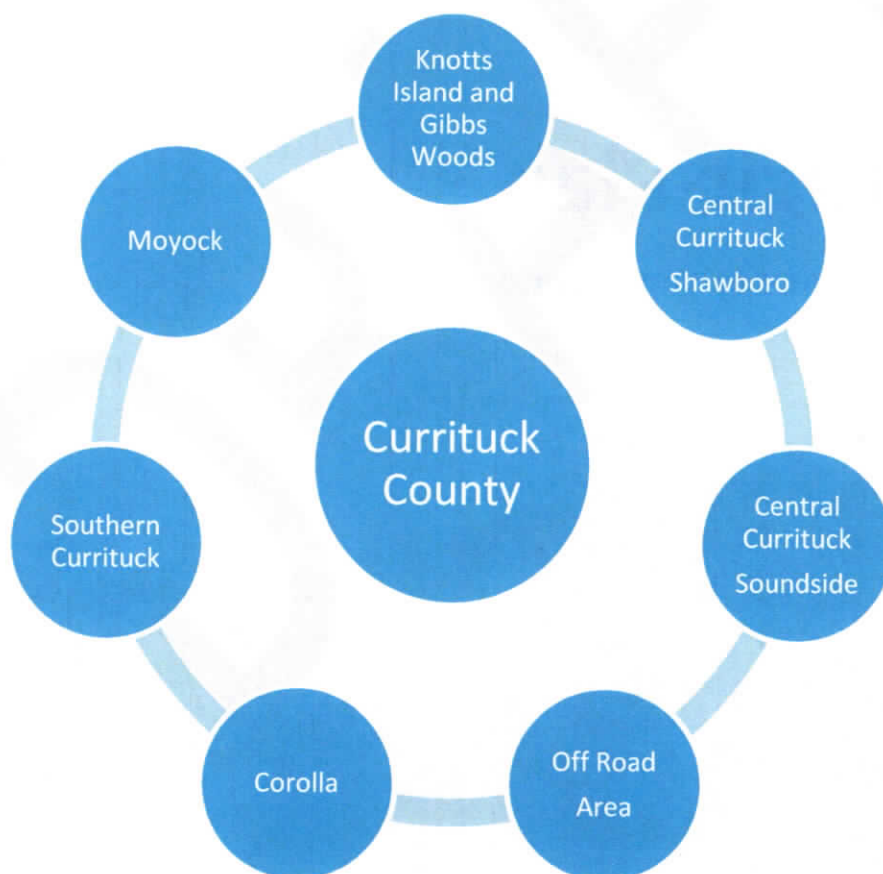 Knotts
Island and
Gibbs
Woods
Central
Currituck
Shawboro
Central
Currituck
Soundside
Off Road
Area
Corolla
Southern
Currituck
Moyock
Currituck
County